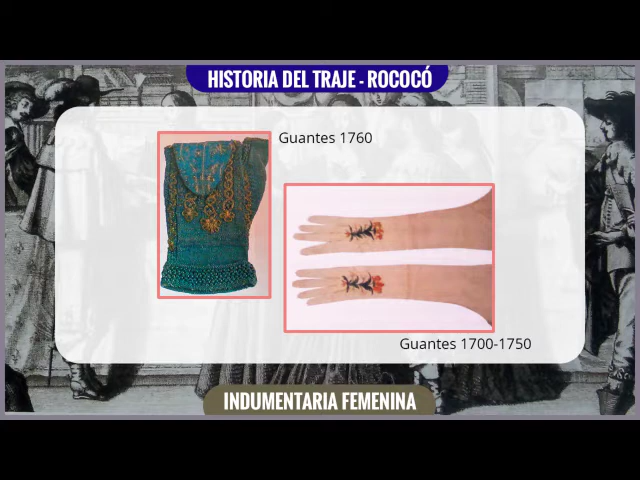 HISTORIA DEL TRAJE - ROCOCÓ
Guantes 1760
Guantes 1700-1750
INDUMENTARIA FEMENINA